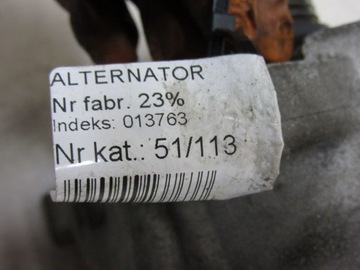 ALTERNATOR
Nr fabr. 23%
Indeks: 013763
Nr kat.: 51/113